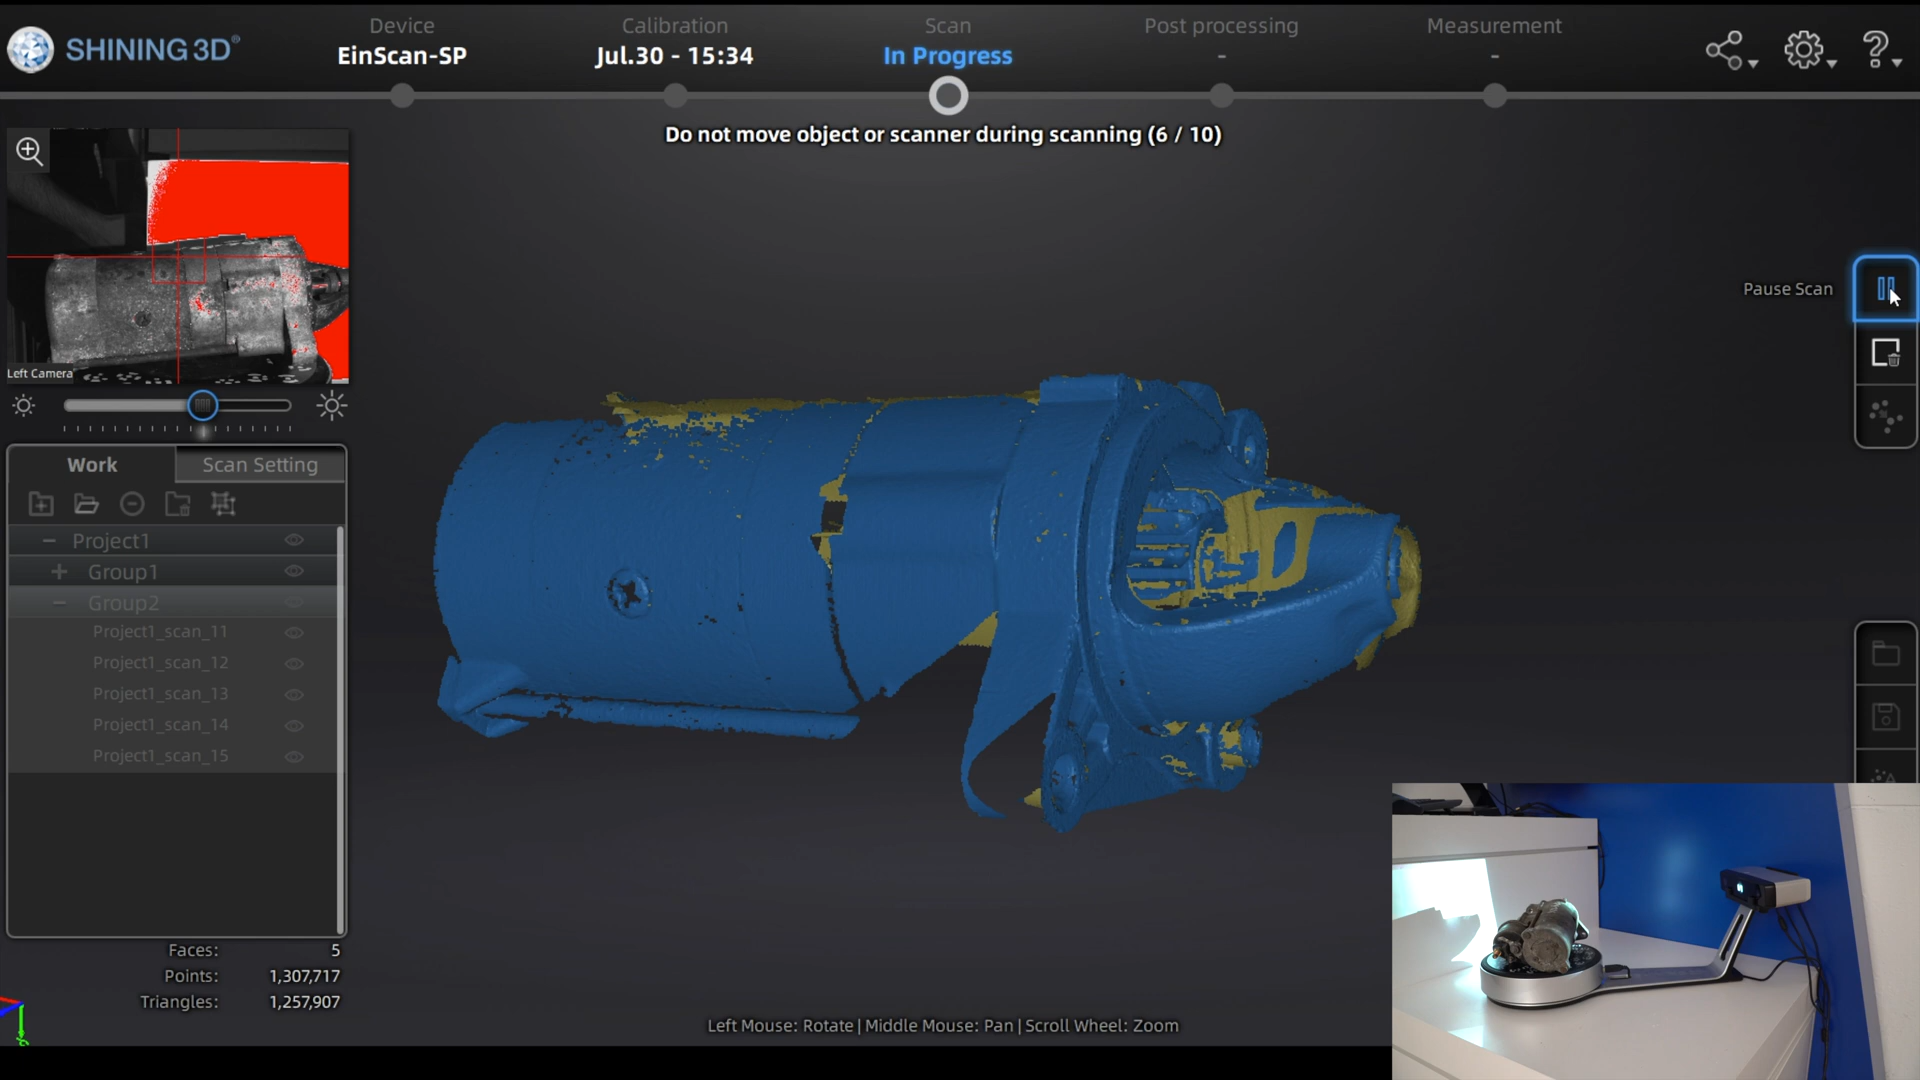 SHINING 3D®
Device
EinScan-SP
Calibration
Jul.30 - 15:34
Scan
In Progress
Post processing
-
Measurement
-
Do not move object or scanner during scanning (6 / 10)
Left Camera
Pause Scan
Work
Scan Setting
Project1
Group1
Group2
Project1_scan_11
Project1_scan_12
Project1_scan_13
Project1_scan_14
Project1_scan_15
Faces: 5
Points: 1,307,717
Triangles: 1,257,907
Left Mouse: Rotate | Middle Mouse: Pan | Scroll Wheel: Zoom